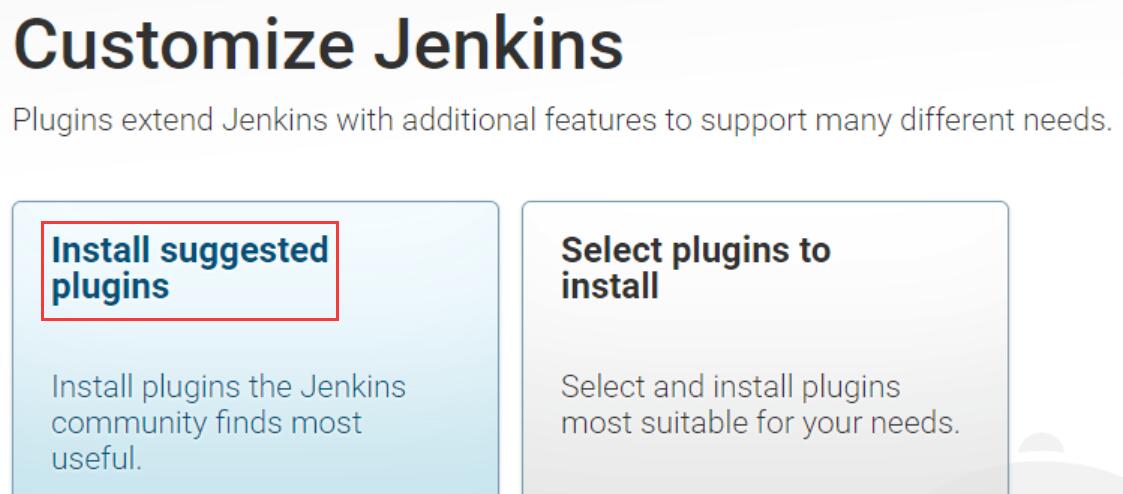 Customize Jenkins
Plugins extend Jenkins with additional features to support many different needs.
Install suggested
plugins
Install plugins the Jenkins
community finds most
useful.
Select plugins to
install
Select and install plugins
most suitable for your needs.